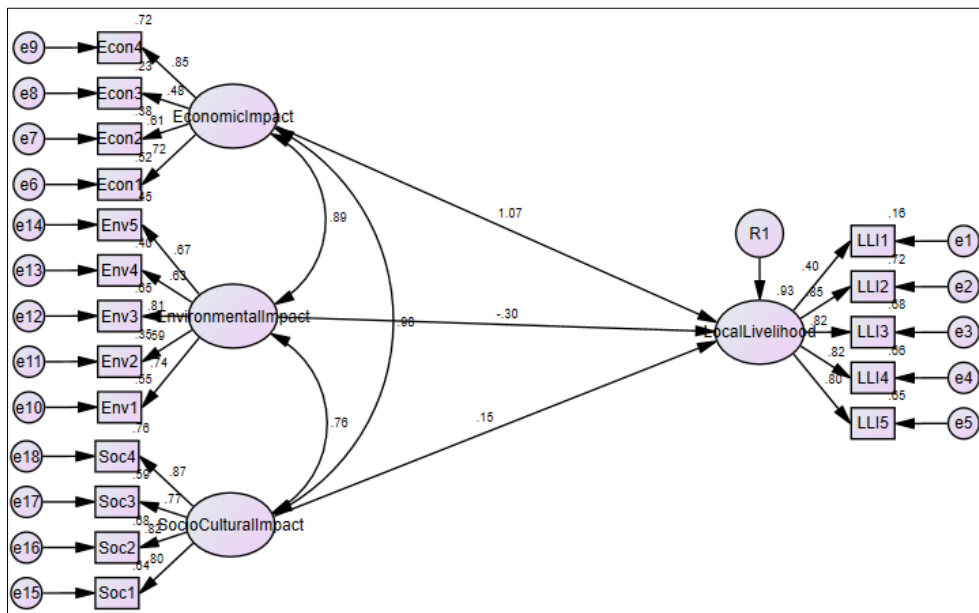 .72
e9
Econ4
.85
.23
e8
Econ3
.48
.38
EconomicImpact
e7
Econ2
.61
.52
.72
e6
Econ1
.45
e14
Env5
.67
.40
e13
Env4
.63
.65
e12
Env3
.81
EnvironmentalImpact
.35
.59
e11
Env2
.74
.55
e10
Env1
.76
e18
Soc4
.87
.59
e17
Soc3
.77
.68
SocioCulturalImpact
e16
Soc2
.82
.64
.80
e15
Soc1
.89
.76
1.07
-.30
.15
R1
.93
LocalLivelihood
.16
.40
LLI1
e1
.72
.85
LLI2
e2
.68
.82
LLI3
e3
.66
.82
LLI4
e4
.65
.80
LLI5
e5